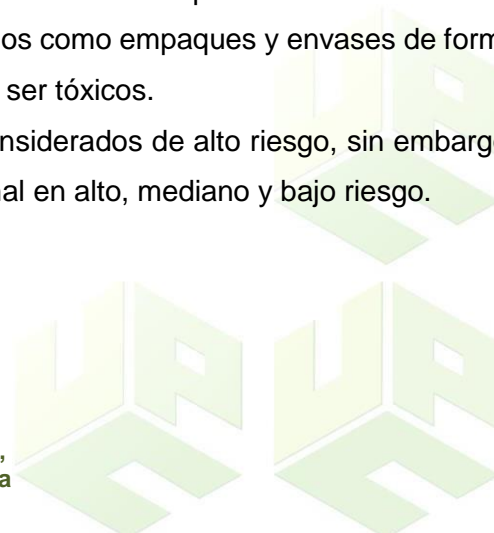 os como empaques y envases de form
ser tóxicos.
nsiderados de alto riesgo, sin embargo
al en alto, mediano y bajo riesgo.
,
a